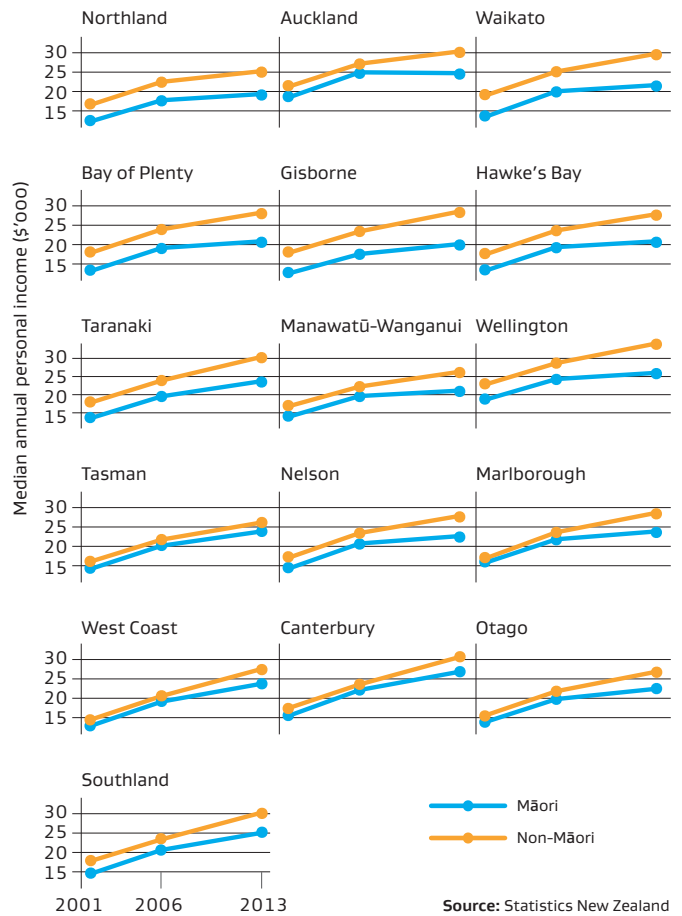 Northland Auckland Waikato
30
25
20
15
Bay of Plenty Gisborne Hawke's Bay
30
25
20
15
Taranaki Manawatū-Wanganui Wellington
30
25
20
15
Tasman Nelson Marlborough
30
25
20
15
West Coast Canterbury Otago
30
25
20
15
Southland
30
25
20
15
2001 2006 2013
Median annual personal income ($'000)
Māori
Non-Māori
Source: Statistics New Zealand